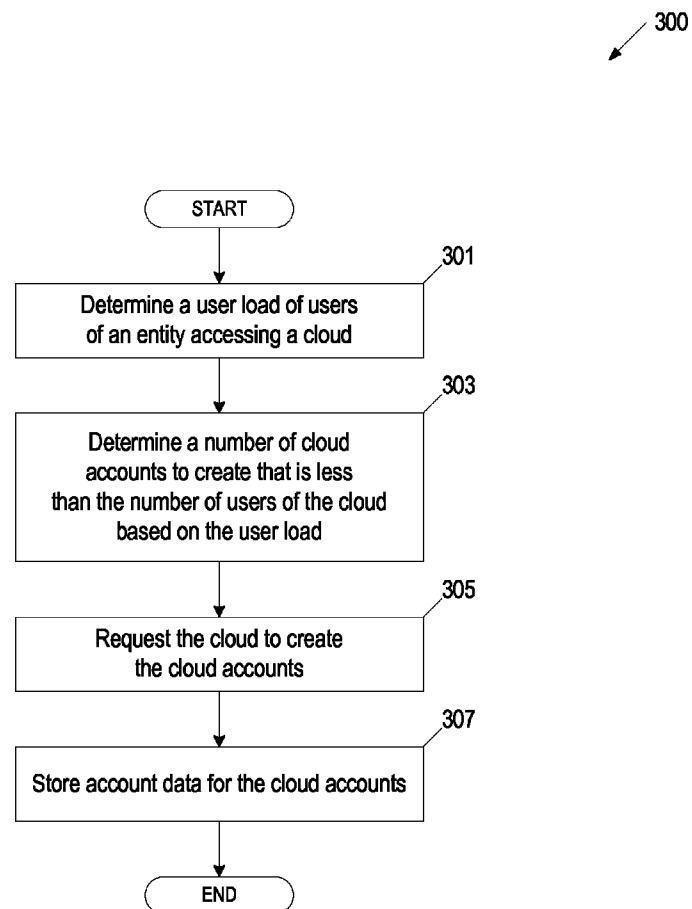 300
START
301
Determine a user load of users
of an entity accessing a cloud
303
Determine a number of cloud
accounts to create that is less
than the number of users of the cloud
based on the user load
305
Request the cloud to create
the cloud accounts
307
Store account data for the cloud accounts
END